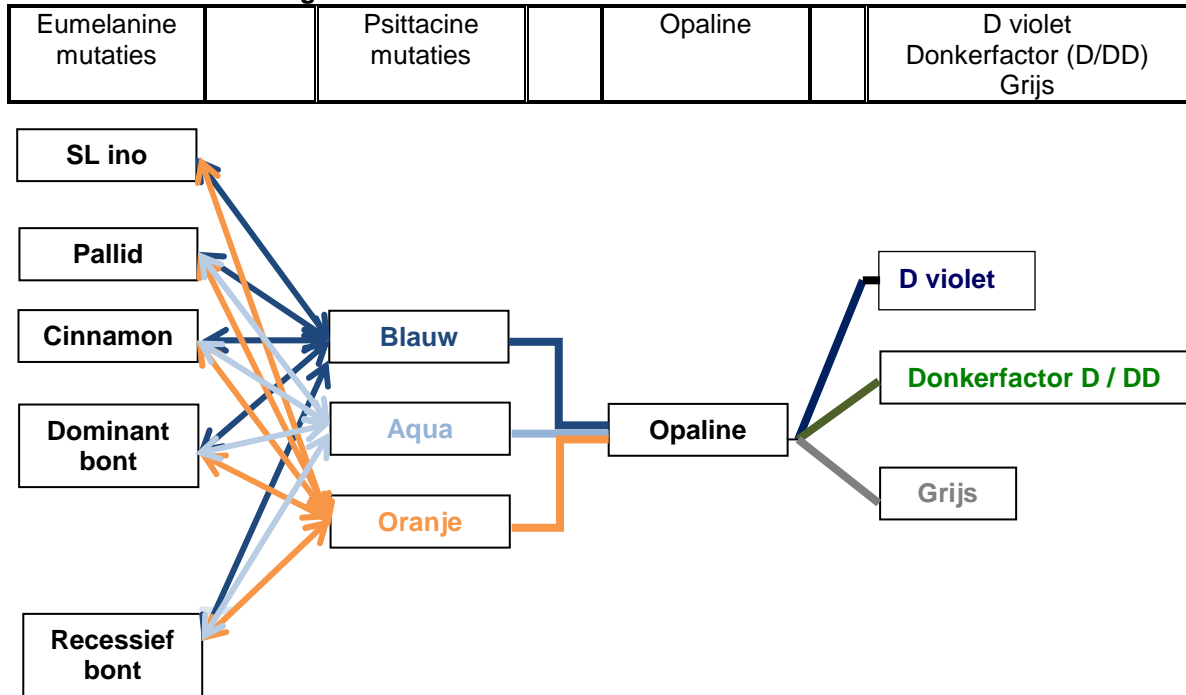 Eumelanine
mutaties
Psittacine
mutaties
Opaline
D violet
Donkerfactor (D/DD)
Grijs
SL ino
Pallid
Cinnamon
Dominant
bont
Recessief
bont
Blauw
Aqua
Oranje
Opaline
D violet
Donkerfactor D / DD
Grijs